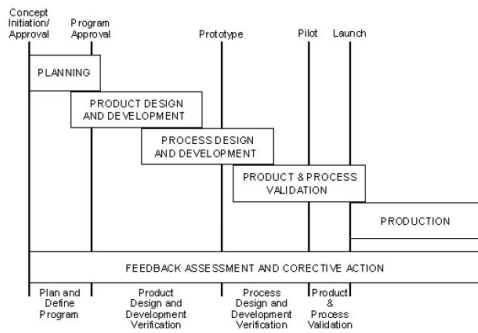 Concept
Initiation/
Approval
Program
Approval
Prototype
Pilot
Launch
PLANNING
PRODUCT DESIGN
AND DEVELOPMENT
PROCESS DESIGN
AND DEVELOPMENT
PRODUCT & PROCESS
VALIDATION
PRODUCTION
FEEDBACK ASSESSMENT AND CORECTIVE ACTION
Plan and
Define
Program
Product
Design and
Development
Verification
Process
Design and
Development
Verification
Product
&
Process
Validation